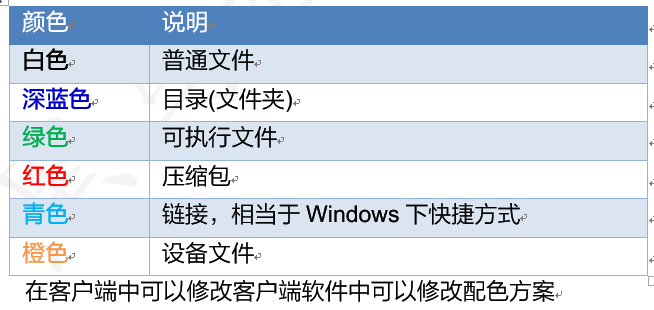 颜色 说明
白色 普通文件
深蓝色 目录(文件夹)
绿色 可执行文件
红色 压缩包
青色 链接，相当于 Windows 下快捷方式
橙色 设备文件
在客户端中可以修改客户端软件中可以修改配色方案